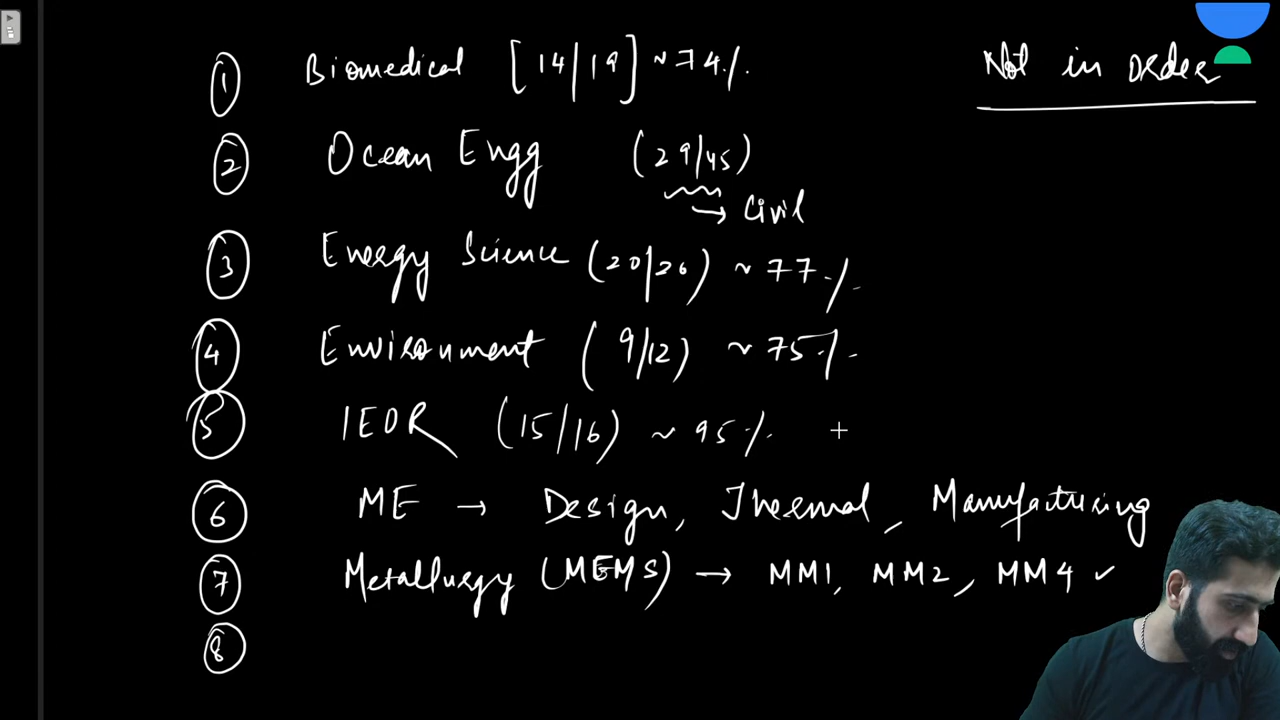 Not in order
① Biomedical [14/19] ~74%.
② Ocean Engg (29/45)
→ Civil
③ Energy Science (20/26) ~77%.
④ Environment (9/12) ~75%.
⑤ IEOR (15/16) ~95%.
⑥ ME → Design, Thermal, Manufacturing
⑦ Metallurgy (MEMS) → MM1, MM2, MM4 ✓
⑧